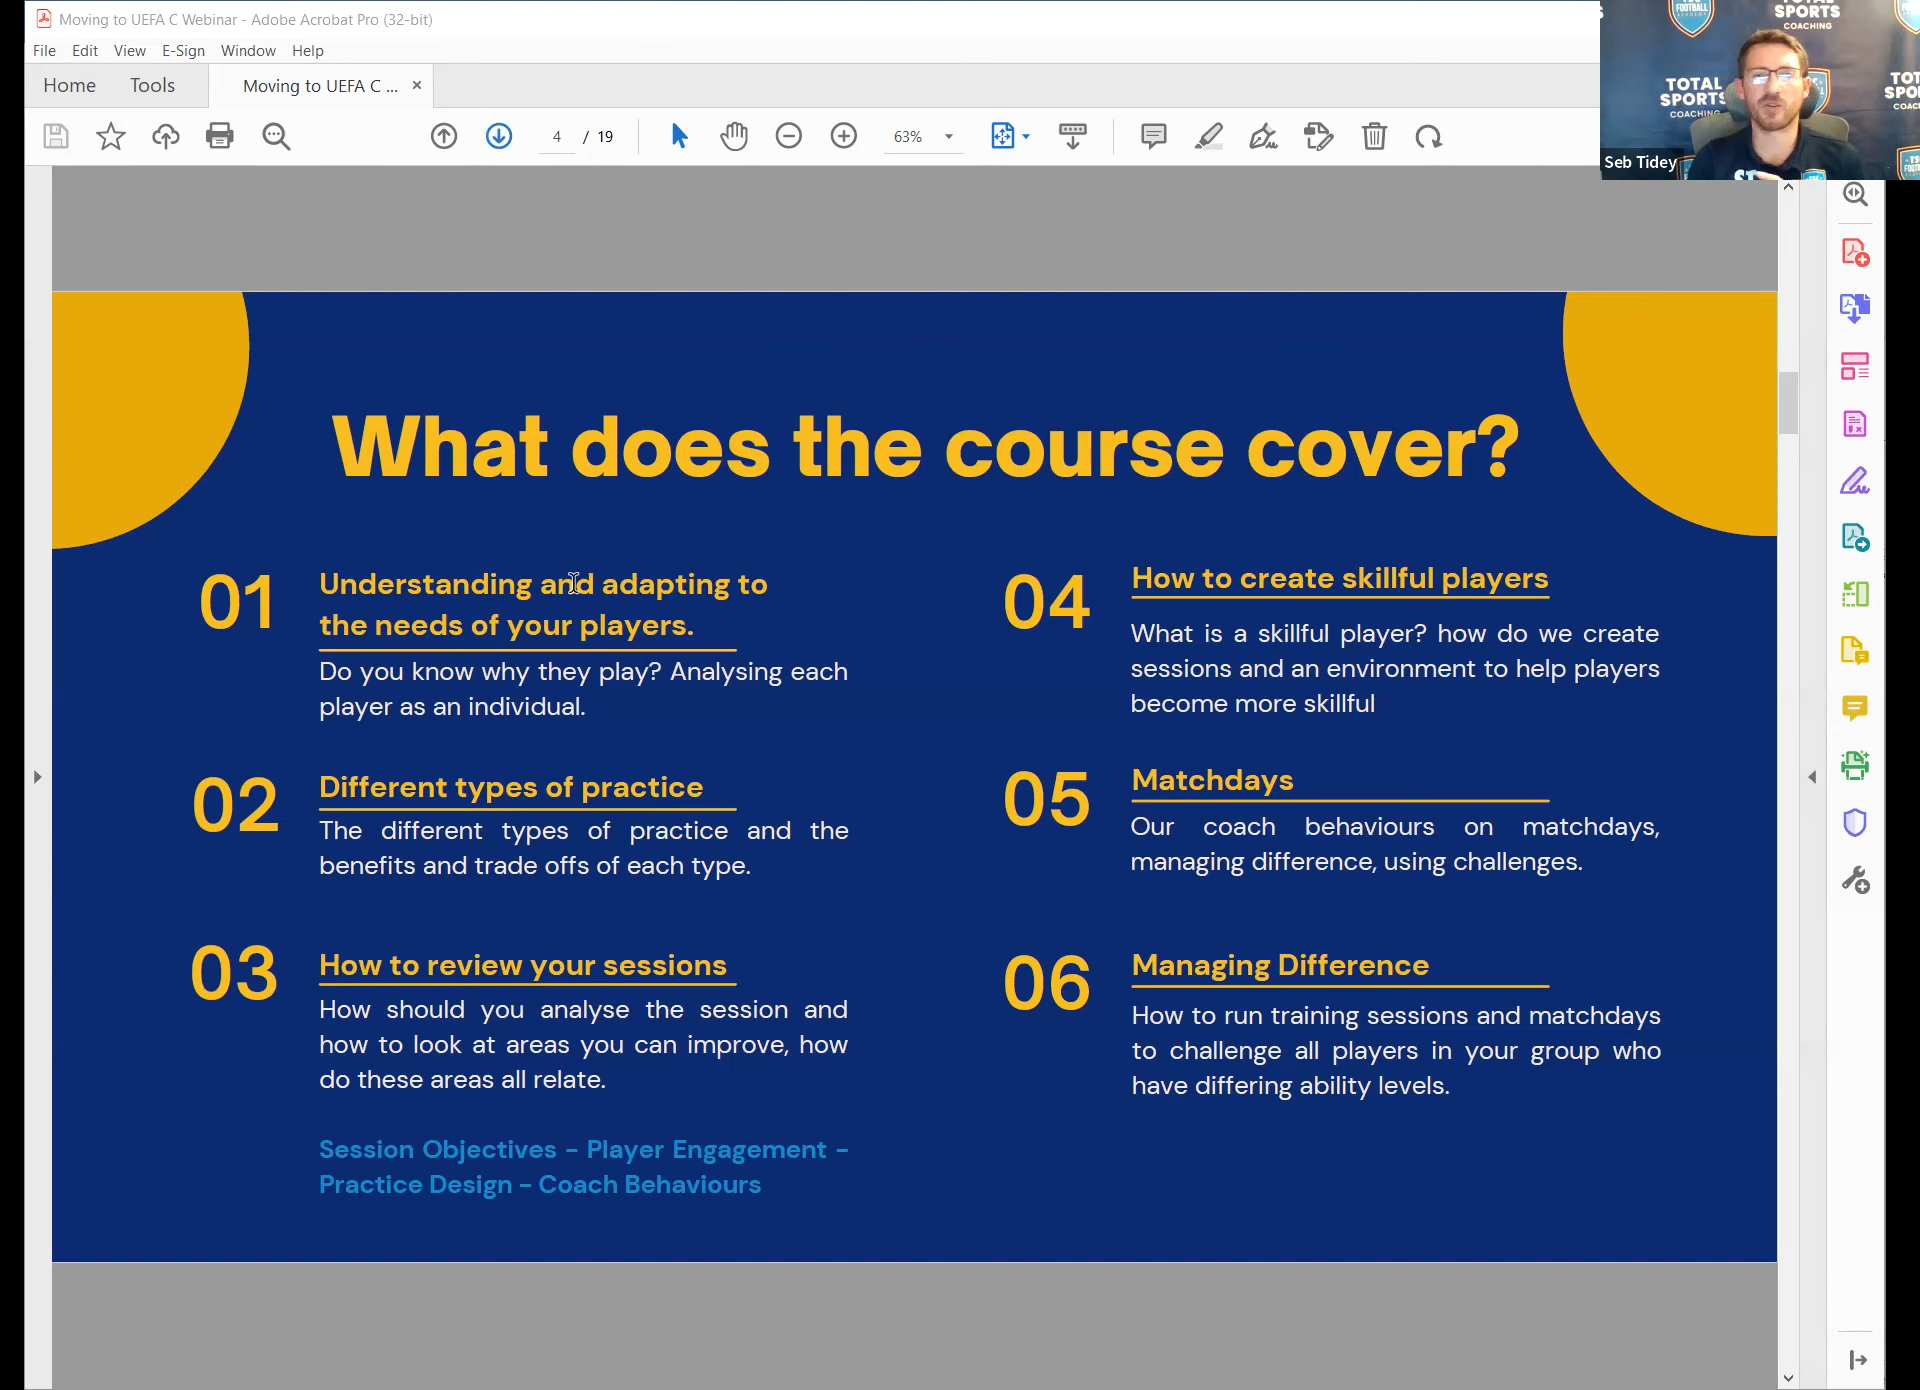 Moving to UEFA C Webinar - Adobe Acrobat Pro (32-bit)
File Edit View E-Sign Window Help
Home Tools Moving to UEFA C ... ×
4 / 19 63%
FOOTBALL
TOTAL
SPORTS
COACHING
TOTAL
SPORTS
COACHING
Seb Tidey
What does the course cover?
01
Understanding and adapting to
the needs of your players.
Do you know why they play? Analysing each
player as an individual.
02
Different types of practice
The different types of practice and the
benefits and trade offs of each type.
03
How to review your sessions
How should you analyse the session and
how to look at areas you can improve, how
do these areas all relate.
Session Objectives - Player Engagement -
Practice Design - Coach Behaviours
04
How to create skillful players
What is a skillful player? how do we create
sessions and an environment to help players
become more skillful
05
Matchdays
Our coach behaviours on matchdays,
managing difference, using challenges.
06
Managing Difference
How to run training sessions and matchdays
to challenge all players in your group who
have differing ability levels.